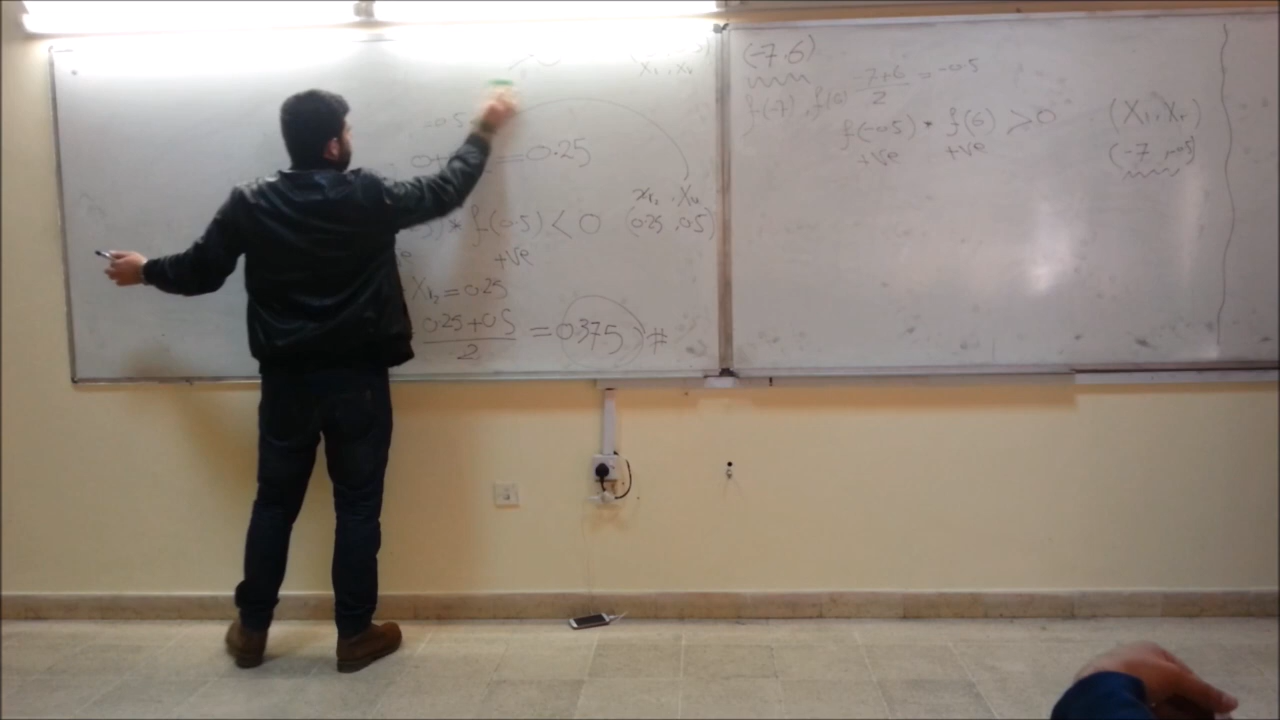 x₁, xᵤ
=0.5
0+ =0.25
* f(0.5) < 0
xₗ, xᵤ
(0.25, 0.5)
+ve
Xᵣ₂ = 0.25
0.25+0.5
2
= 0.375 #
(-7, 6)
f(-7), f(6)
-7+6
2
= -0.5
f(-0.5) * f(6) > 0
+ve +ve
(X₁, Xᵣ)
(-7, -0.5)